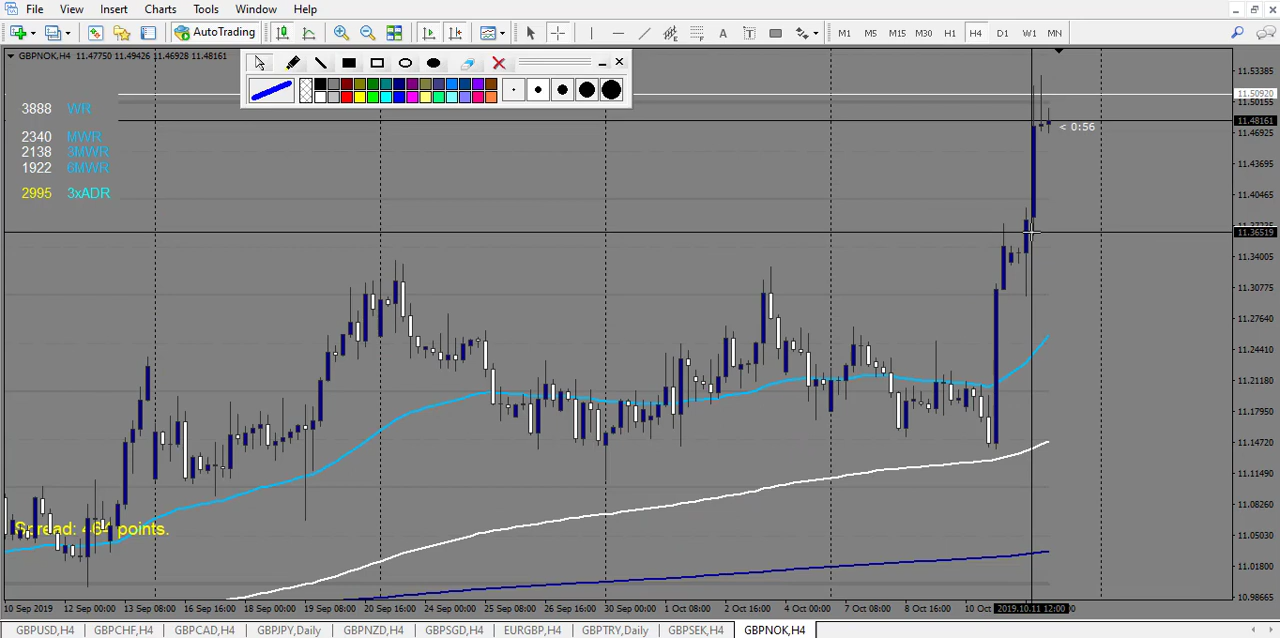 File View Insert Charts Tools Window Help
AutoTrading M1 M5 M15 M30 H1 H4 D1 W1 MN
GBPNOK,H4 11.47750 11.49426 11.46928 11.48161
3888 WR
2340 MWR
2138 3MWR
1922 6MWR
2995 3xADR
< 0:56
11.53385
11.50920
11.50155
11.48161
11.46925
11.43695
11.40465
11.36519
11.34005
11.30775
11.27640
11.24410
11.21180
11.17950
11.14720
11.11490
11.08260
11.05030
11.01800
10.98665
10 Sep 2019 12 Sep 00:00 13 Sep 08:00 16 Sep 16:00 18 Sep 00:00 19 Sep 08:00 20 Sep 16:00 24 Sep 00:00 25 Sep 08:00 26 Sep 16:00 30 Sep 00:00 1 Oct 08:00 2 Oct 16:00 4 Oct 00:00 7 Oct 08:00 8 Oct 16:00 10 Oct 2019.10.11 12:00
GBPUSD,H4 GBPCHF,H4 GBPCAD,H4 GBPJPY,Daily GBPNZD,H4 GBPSGD,H4 EURGBP,H4 GBPTRY,Daily GBPSEK,H4 GBPNOK,H4